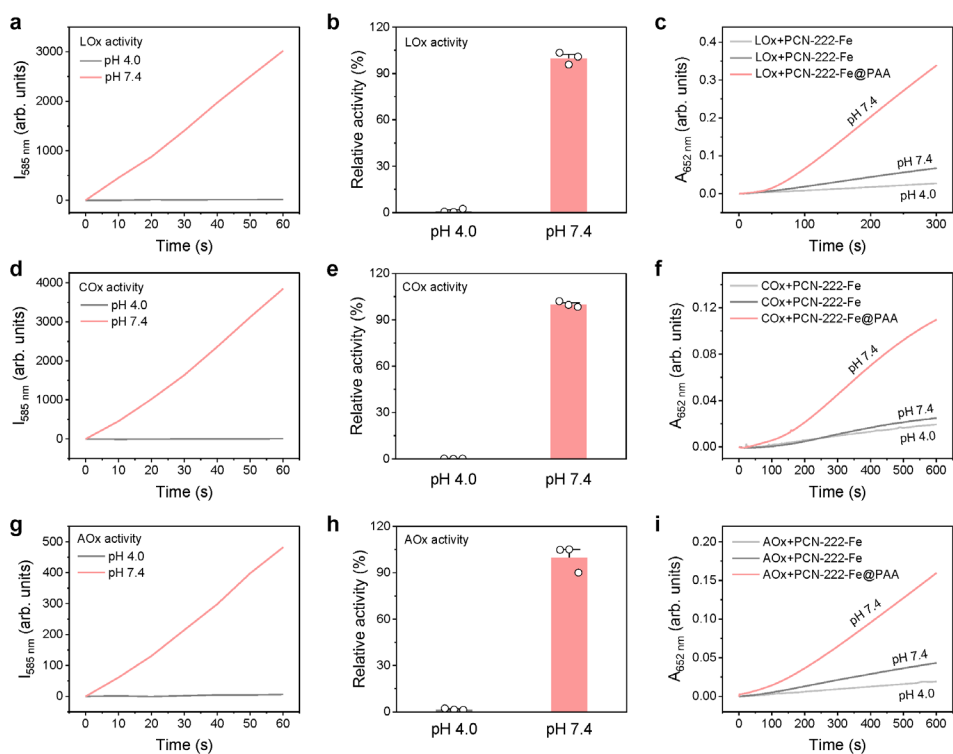 a
LOx activity
pH 4.0
pH 7.4
I585 nm (arb. units)
3000
2000
1000
0
0 10 20 30 40 50 60
Time (s)
b
LOx activity
Relative activity (%)
120
90
60
30
0
pH 4.0 pH 7.4
c
LOx+PCN-222-Fe
LOx+PCN-222-Fe
LOx+PCN-222-Fe@PAA
A652 nm (arb. units)
0.4
0.3
0.2
0.1
0.0
pH 7.4
pH 7.4
pH 4.0
0 100 200 300
Time (s)
d
COx activity
pH 4.0
pH 7.4
I585 nm (arb. units)
4000
3000
2000
1000
0
0 10 20 30 40 50 60
Time (s)
e
COx activity
Relative activity (%)
120
90
60
30
0
pH 4.0 pH 7.4
f
COx+PCN-222-Fe
COx+PCN-222-Fe
COx+PCN-222-Fe@PAA
A652 nm (arb. units)
0.12
0.08
0.04
0.00
pH 7.4
pH 7.4
pH 4.0
0 100 200 300 400 500 600
Time (s)
g
AOx activity
pH 4.0
pH 7.4
I585 nm (arb. units)
500
400
300
200
100
0
0 10 20 30 40 50 60
Time (s)
h
AOx activity
Relative activity (%)
120
90
60
30
0
pH 4.0 pH 7.4
i
AOx+PCN-222-Fe
AOx+PCN-222-Fe
AOx+PCN-222-Fe@PAA
A652 nm (arb. units)
0.20
0.15
0.10
0.05
0.00
pH 7.4
pH 7.4
pH 4.0
0 100 200 300 400 500 600
Time (s)